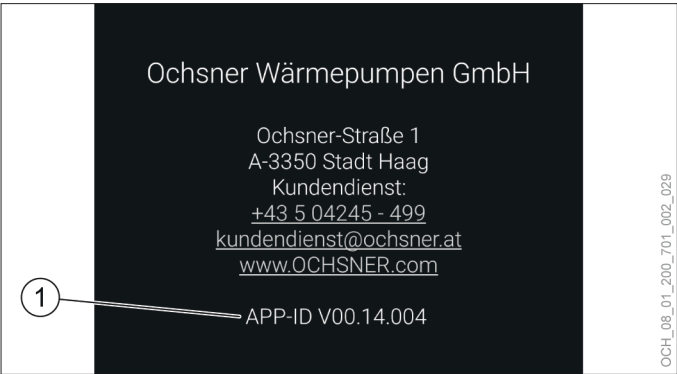 Ochsner Wärmepumpen GmbH
Ochsner-Straße 1
A-3350 Stadt Haag
Kundendienst:
+43 5 04245 - 499
kundendienst@ochsner.at
www.OCHSNER.com
1
APP-ID V00.14.004
OCH_08_01_200_701_002_029